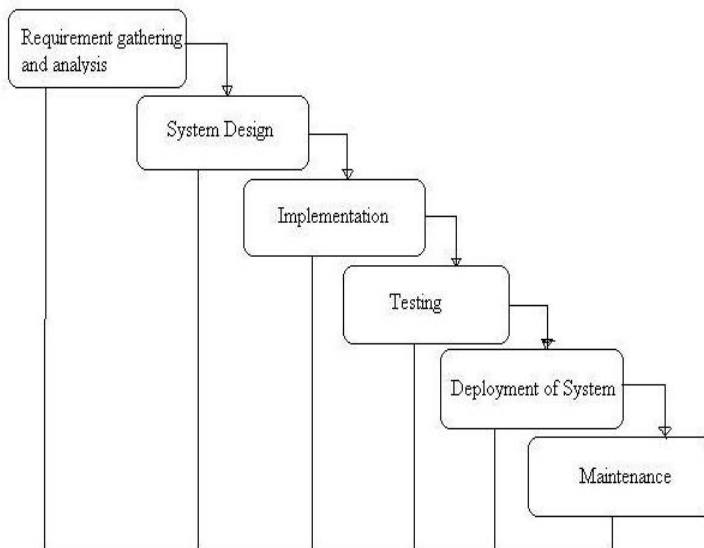 Requirement gathering
and analysis
System Design
Implementation
Testing
Deployment of System
Maintenance